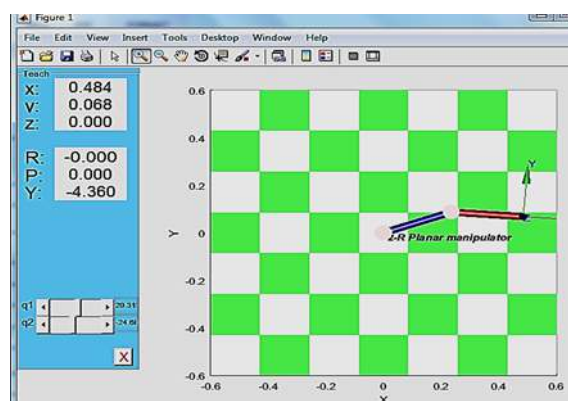 Figure 1
File Edit View Insert Tools Desktop Window Help
Teach
x: 0.484
y: 0.068
z: 0.000
R: -0.000
P: 0.000
Y: -4.360
q1
q2
X
0.6
0.4
0.2
0
-0.2
-0.4
-0.6
Y
Y
2-R Planar manipulator
-0.6 -0.4 -0.2 0 0.2 0.4 0.6
X